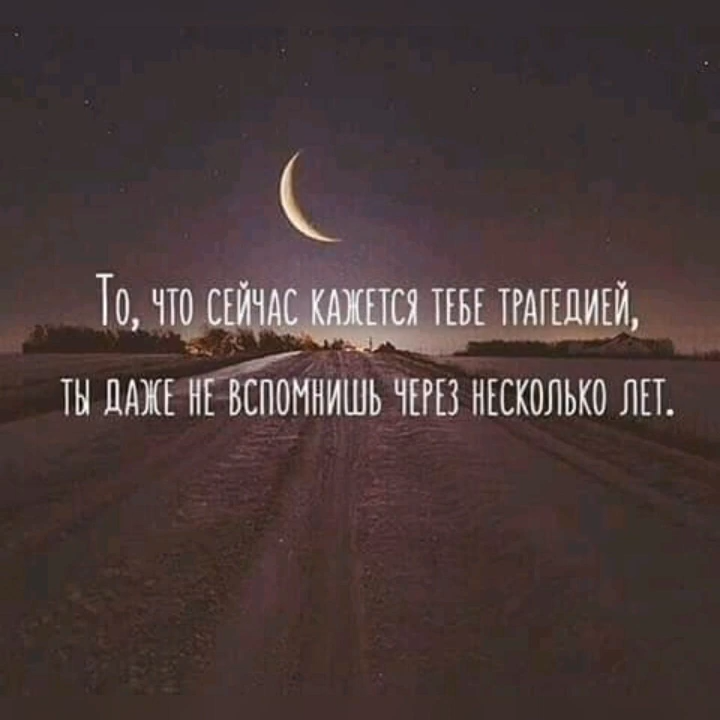 То, что сейчас кажется тебе трагедией,
ты даже не вспомнишь через несколько лет.